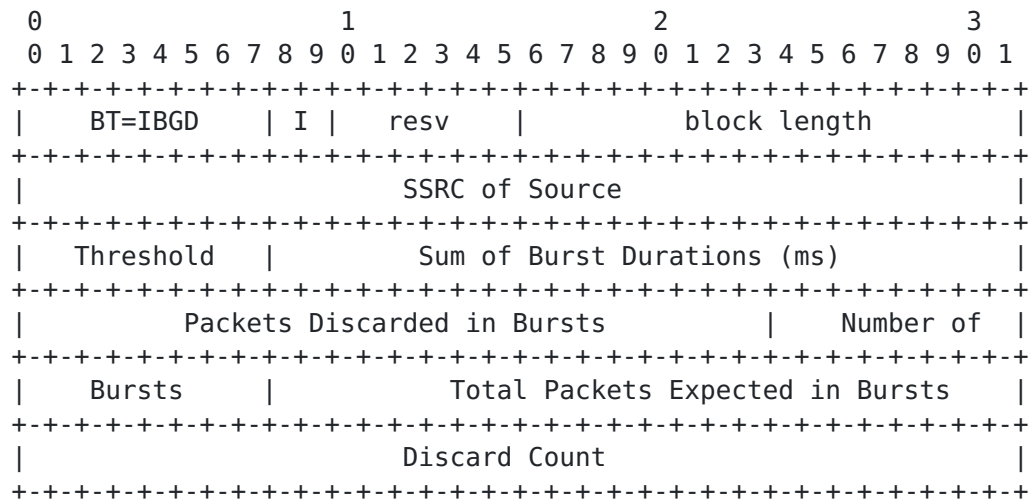 0                   1                   2                   3
 0 1 2 3 4 5 6 7 8 9 0 1 2 3 4 5 6 7 8 9 0 1 2 3 4 5 6 7 8 9 0 1
+-+-+-+-+-+-+-+-+-+-+-+-+-+-+-+-+-+-+-+-+-+-+-+-+-+-+-+-+-+-+-+-+
|    BT=IBGD    | I |   resv    |          block length         |
+-+-+-+-+-+-+-+-+-+-+-+-+-+-+-+-+-+-+-+-+-+-+-+-+-+-+-+-+-+-+-+-+
|                        SSRC of Source                         |
+-+-+-+-+-+-+-+-+-+-+-+-+-+-+-+-+-+-+-+-+-+-+-+-+-+-+-+-+-+-+-+-+
|   Threshold   |         Sum of Burst Durations (ms)           |
+-+-+-+-+-+-+-+-+-+-+-+-+-+-+-+-+-+-+-+-+-+-+-+-+-+-+-+-+-+-+-+-+
|          Packets Discarded in Bursts          |    Number of  |
+-+-+-+-+-+-+-+-+-+-+-+-+-+-+-+-+-+-+-+-+-+-+-+-+-+-+-+-+-+-+-+-+
|    Bursts     |           Total Packets Expected in Bursts    |
+-+-+-+-+-+-+-+-+-+-+-+-+-+-+-+-+-+-+-+-+-+-+-+-+-+-+-+-+-+-+-+-+
|                        Discard Count                          |
+-+-+-+-+-+-+-+-+-+-+-+-+-+-+-+-+-+-+-+-+-+-+-+-+-+-+-+-+-+-+-+-+